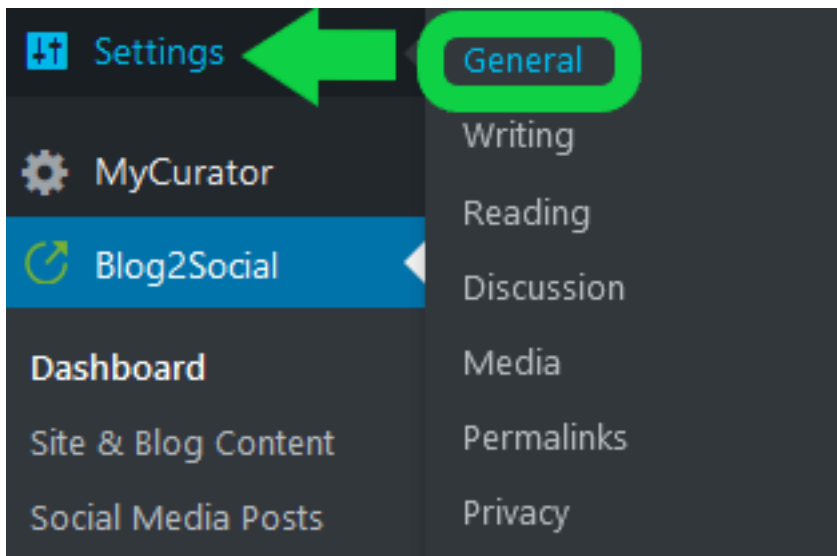 Settings
General
Writing
MyCurator
Reading
Blog2Social
Discussion
Dashboard
Media
Site & Blog Content
Permalinks
Social Media Posts
Privacy